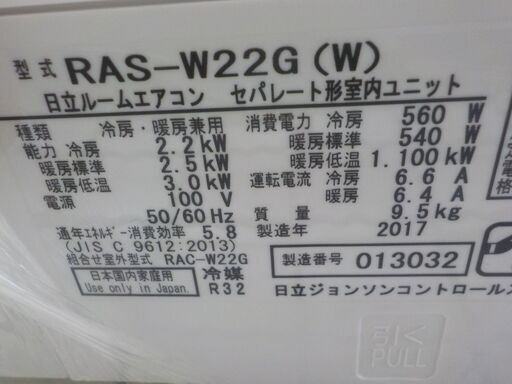 型式 RAS-W22G(W)
日立ルームエアコン セパレート形室内ユニット
種類 冷房・暖房兼用
能力 冷房 2.2kW
暖房標準 2.5kW
暖房低温 3.0kW
電源 100 V
50/60Hz
通年エネルギー消費効率 5.8
(JIS C 9612:2013)
組合せ室外型式 RAC-W22G
日本国内家庭用
Use only in Japan.
冷媒
R32
消費電力 冷房 560 W
暖房標準 540 W
暖房低温 1.100kW
運転電流 冷房 6.6 A
暖房 6.4 A
質量 9.5kg
製造年 2017
製造番号 013032
日立ジョンソンコントロール
引く
PULL